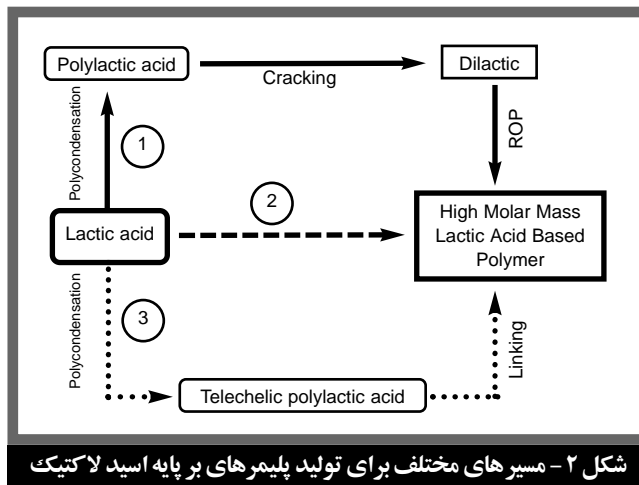 Polylactic acid
Cracking
Dilactic
Polycondensation
1
ROP
2
Lactic acid
High Molar Mass
Lactic Acid Based
Polymer
Polycondensation
3
Linking
Telechelic polylactic acid
شکل ۲ - مسیرهای مختلف برای تولید پلیمرهای بر پایه اسید لاکتیک